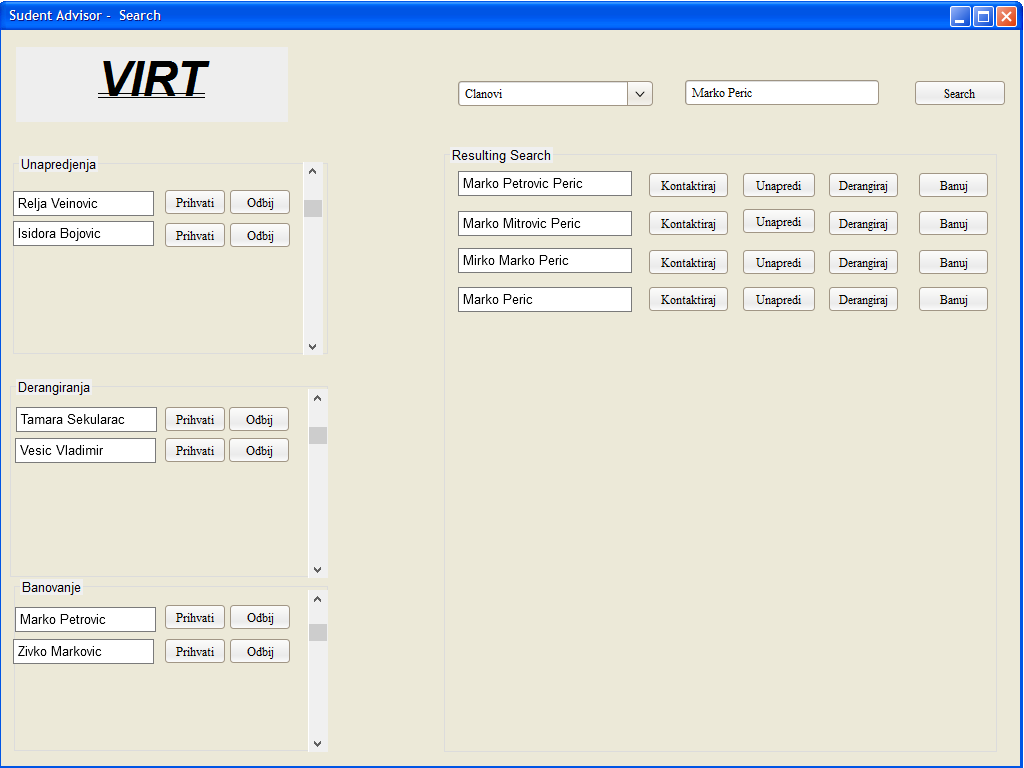 Sudent Advisor - Search
VIRT
Clanovi
Marko Peric
Search
Unapredjenja
Relja Veinovic Prihvati Odbij
Isidora Bojovic Prihvati Odbij
Derangiranja
Tamara Sekularac Prihvati Odbij
Vesic Vladimir Prihvati Odbij
Banovanje
Marko Petrovic Prihvati Odbij
Zivko Markovic Prihvati Odbij
Resulting Search
Marko Petrovic Peric Kontaktiraj Unapredi Derangiraj Banuj
Marko Mitrovic Peric Kontaktiraj Unapredi Derangiraj Banuj
Mirko Marko Peric Kontaktiraj Unapredi Derangiraj Banuj
Marko Peric Kontaktiraj Unapredi Derangiraj Banuj